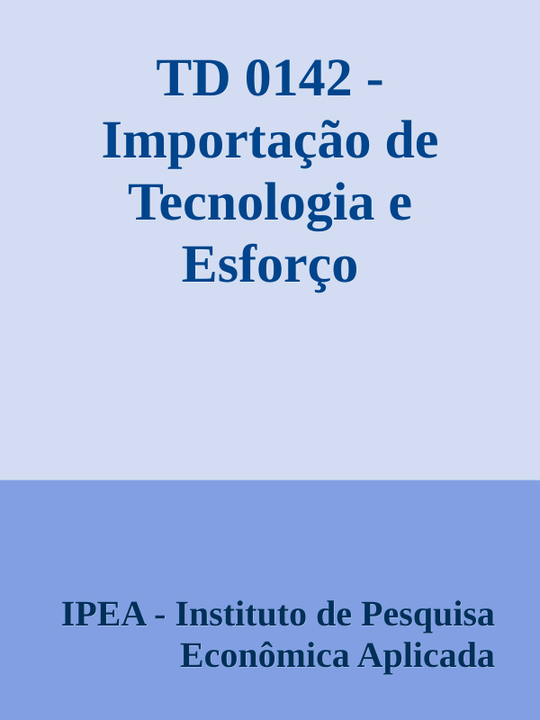 TD 0142 -
Importação de
Tecnologia e
Esforço
IPEA - Instituto de Pesquisa
Econômica Aplicada